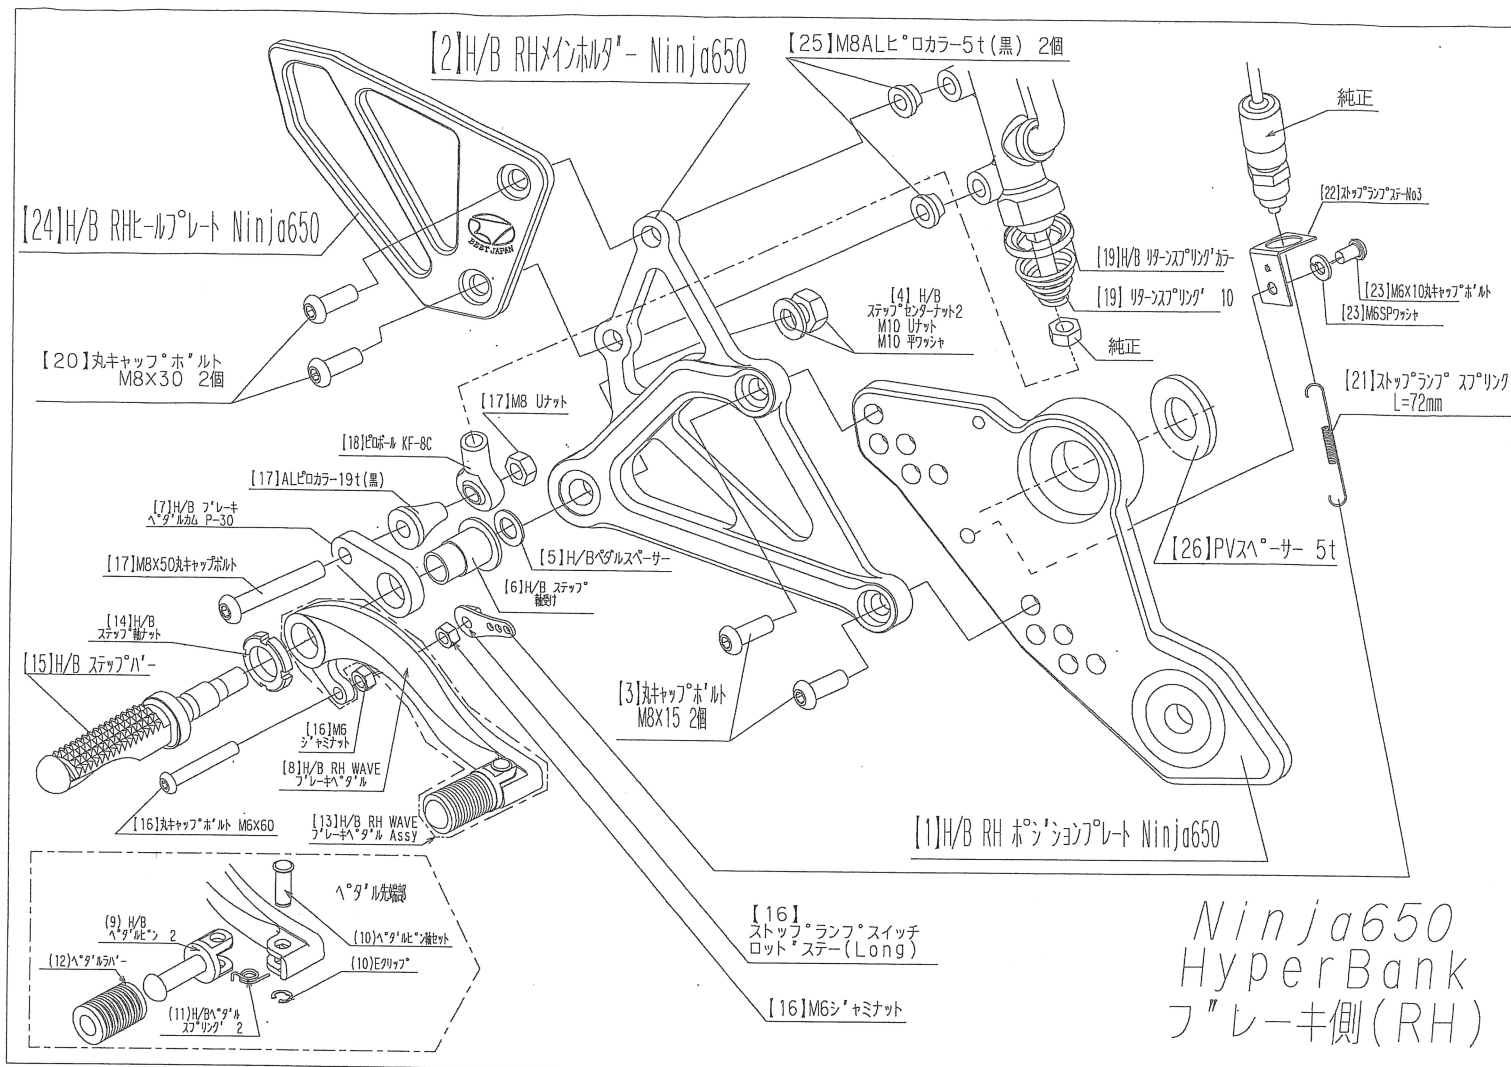 【2】H/B RHメインホルダー Ninja650
【25】M8ALピロカラー5t(黒) 2個
純正
【22】ストップランプステーNo3
【24】H/B RHヒールプレート Ninja650
BEET JAPAN
【19】H/B リターンスプリングカラー
【19】リターンスプリング 10
【23】M6X10丸キャップボルト
【23】M6SPワッシャ
【4】H/B
ステップセンターナット2
M10 Uナット
M10 平ワッシャ
純正
【20】丸キャップボルト
M8X30 2個
【21】ストップランプ スプリング
L=72mm
【17】M8 Uナット
【18】ピロボール KF-8C
【17】ALピロカラー19t(黒)
【7】H/B ブレーキ
ペダルカム P-30
【5】H/Bペダルスペーサー
【26】PVスペーサー 5t
【17】M8X50丸キャップボルト
【6】H/B ステップ
軸受け
【14】H/B
ステップ軸ナット
【15】H/B ステップバー
【3】丸キャップボルト
M8X15 2個
【16】M6
ジャミナット
【8】H/B RH WAVE
ブレーキペダル
【16】丸キャップボルト M6X60
【13】H/B RH WAVE
ブレーキペダル Assy
【1】H/B RH ポジションプレート Ninja650
ペダル先端部
(9) H/B
ペダルピン 2
(10)ペダルピン軸セット
(12)ペダルラバー
(10)Eクリップ
(11)H/Bペダル
スプリング 2
【16】
ストップランプスイッチ
ロッドステー(Long)
【16】M6ジャミナット
Ninja650
HyperBank
ブレーキ側(RH)